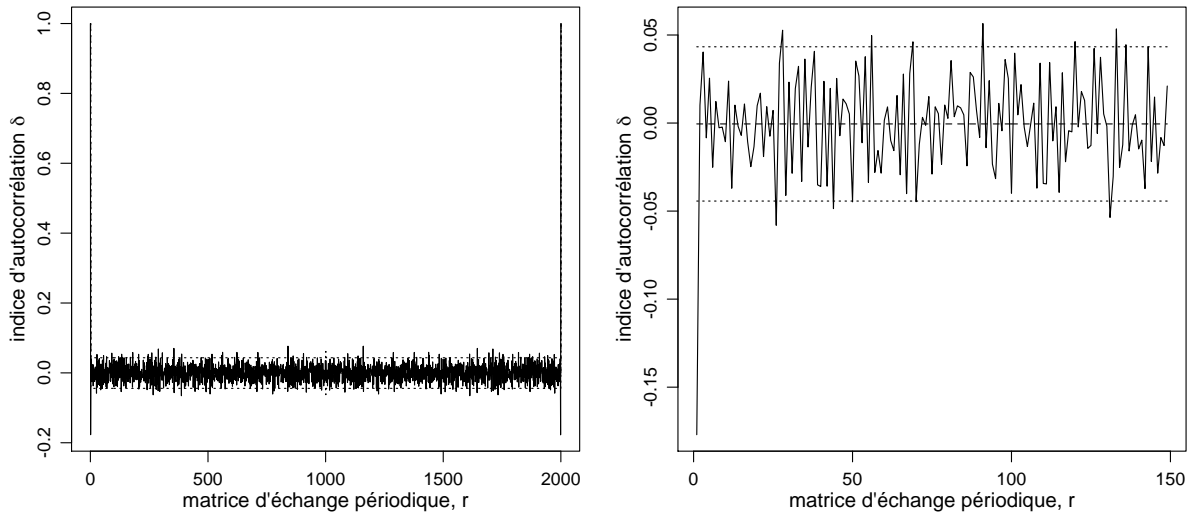 1.0
0.8
0.6
0.4
0.2
0.0
-0.2
indice d'autocorrélation δ
0 500 1000 1500 2000
matrice d'échange périodique, r
0.05
0.00
-0.05
-0.10
-0.15
indice d'autocorrélation δ
0 50 100 150
matrice d'échange périodique, r